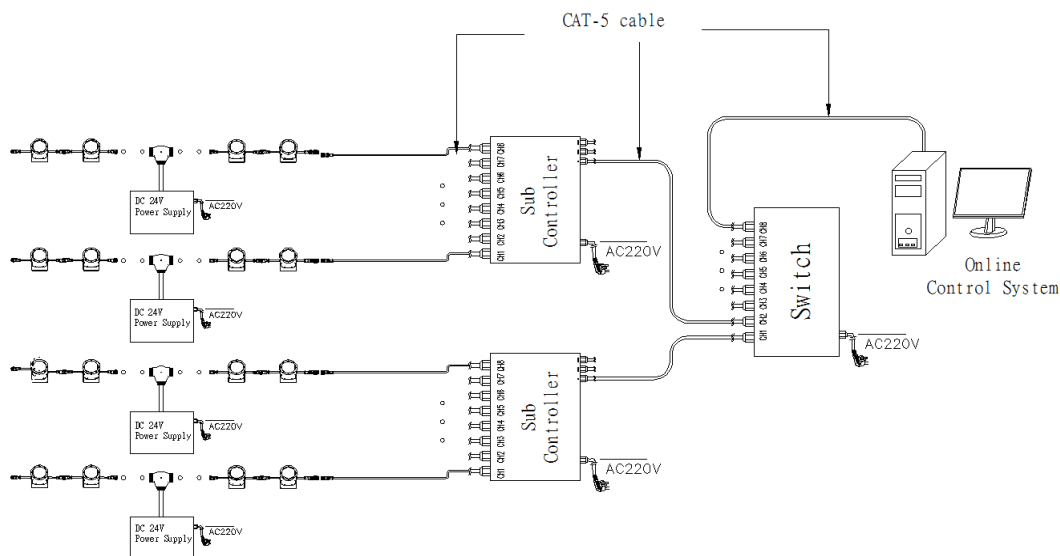 CAT-5 cable
DC 24V
Power Supply
AC220V
DC 24V
Power Supply
AC220V
DC 24V
Power Supply
AC220V
DC 24V
Power Supply
AC220V
CH8
CH7
CH6
CH5
CH4
CH3
CH2
CH1
Sub
Controller
AC220V
CH8
CH7
CH6
CH5
CH4
CH3
CH2
CH1
Sub
Controller
AC220V
CH8
CH7
CH6
CH5
CH4
CH3
CH2
CH1
Switch
AC220V
Online
Control System